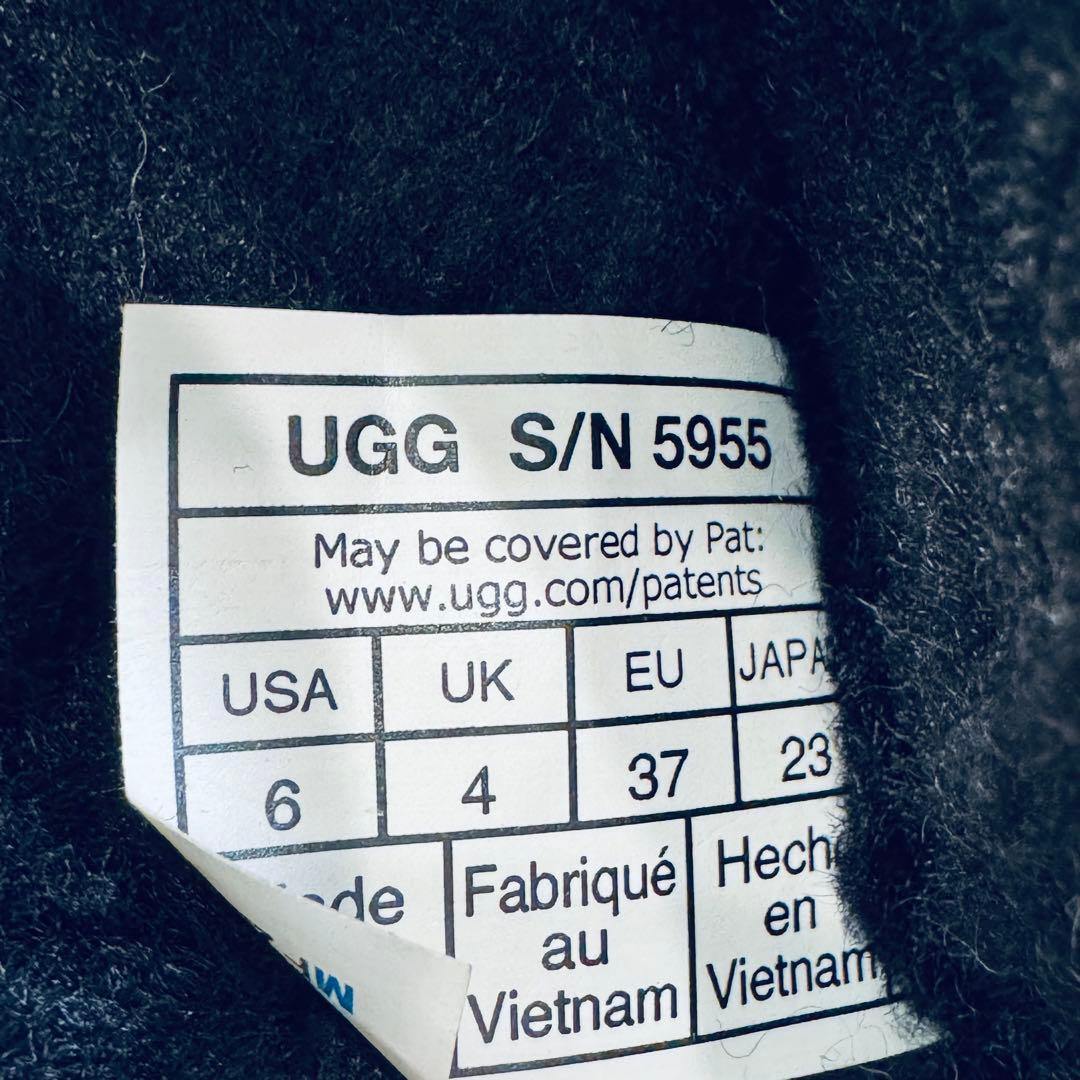 UGG S/N 5955
May be covered by Pat:
www.ugg.com/patents
USA UK EU
6 4 37 23
Fabriqué
au
Vietnam
en
Vietnam